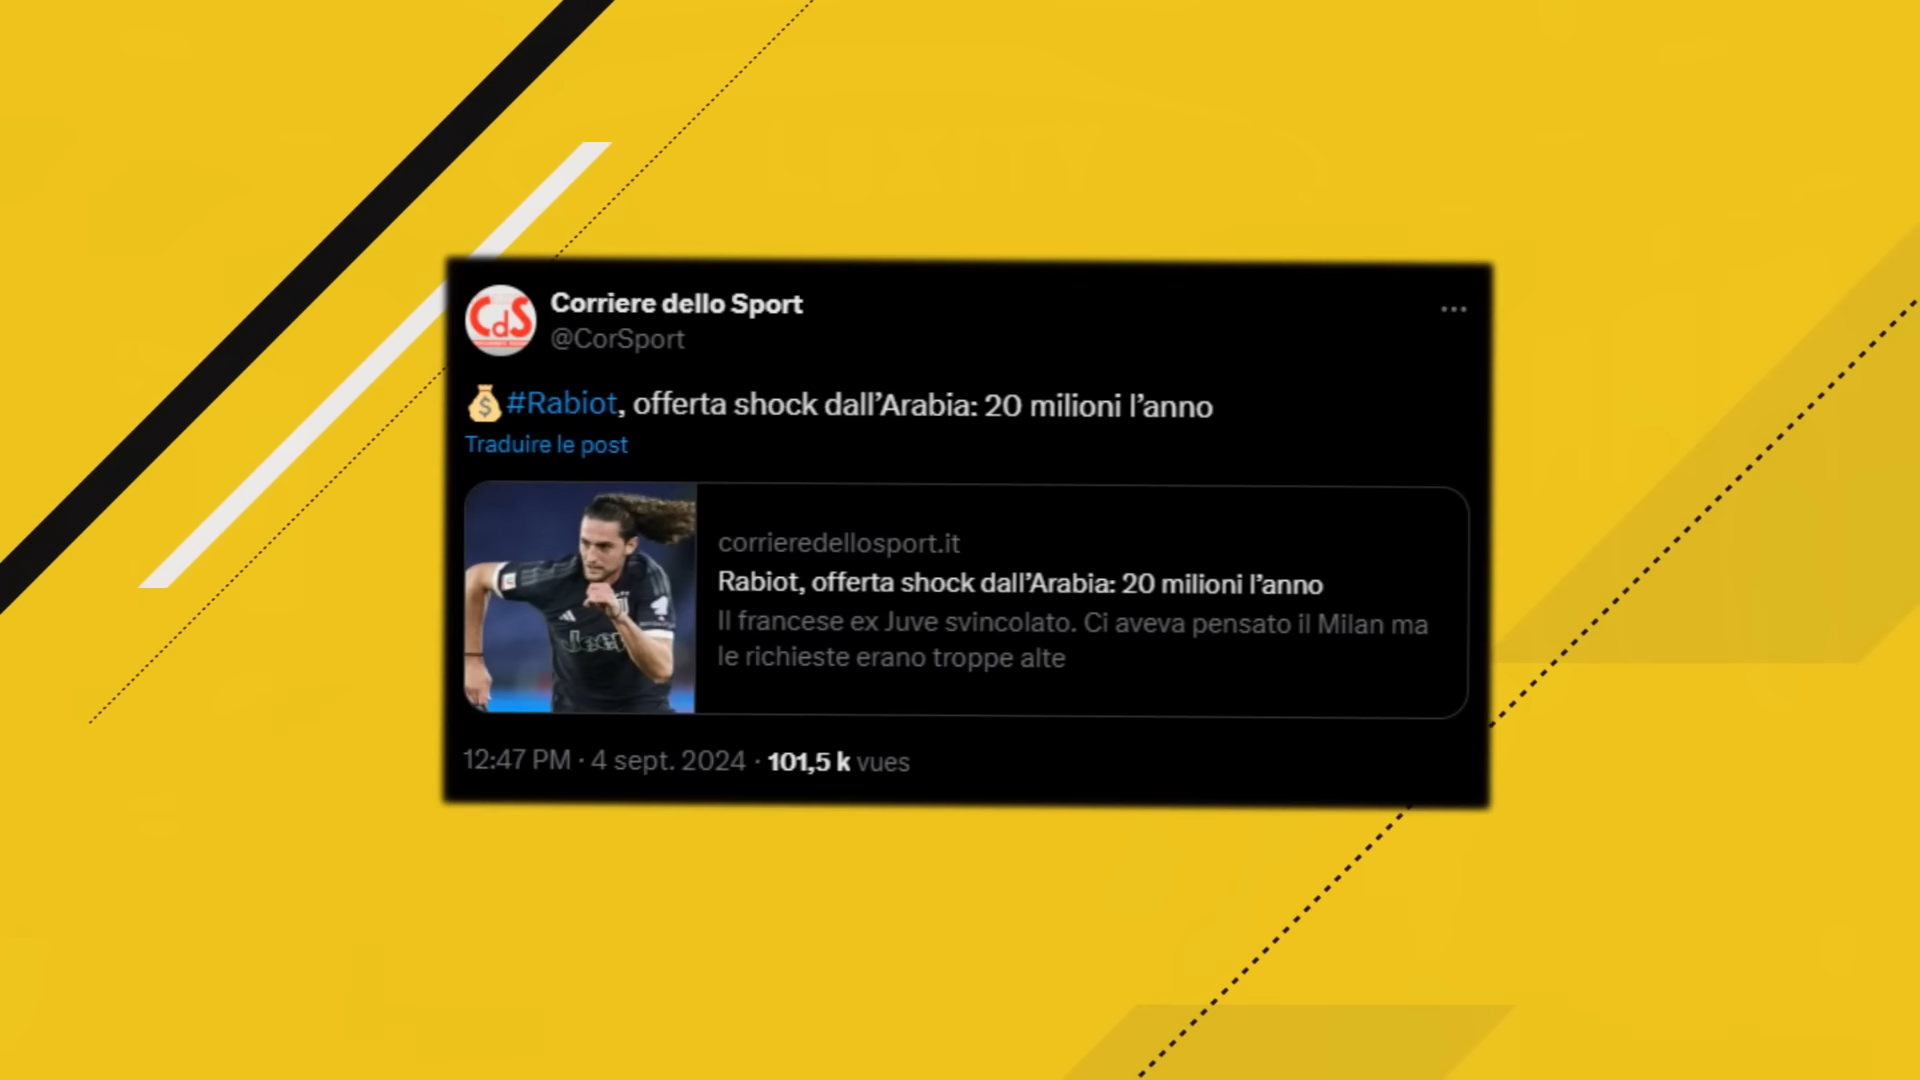 CdS
Corriere dello Sport
@CorSport
#Rabiot, offerta shock dall’Arabia: 20 milioni l’anno
Traduire le post
Jeep
corrieredellosport.it
Rabiot, offerta shock dall’Arabia: 20 milioni l’anno
Il francese ex Juve svincolato. Ci aveva pensato il Milan ma
le richieste erano troppe alte
12:47 PM · 4 sept. 2024 · 101,5 k vues